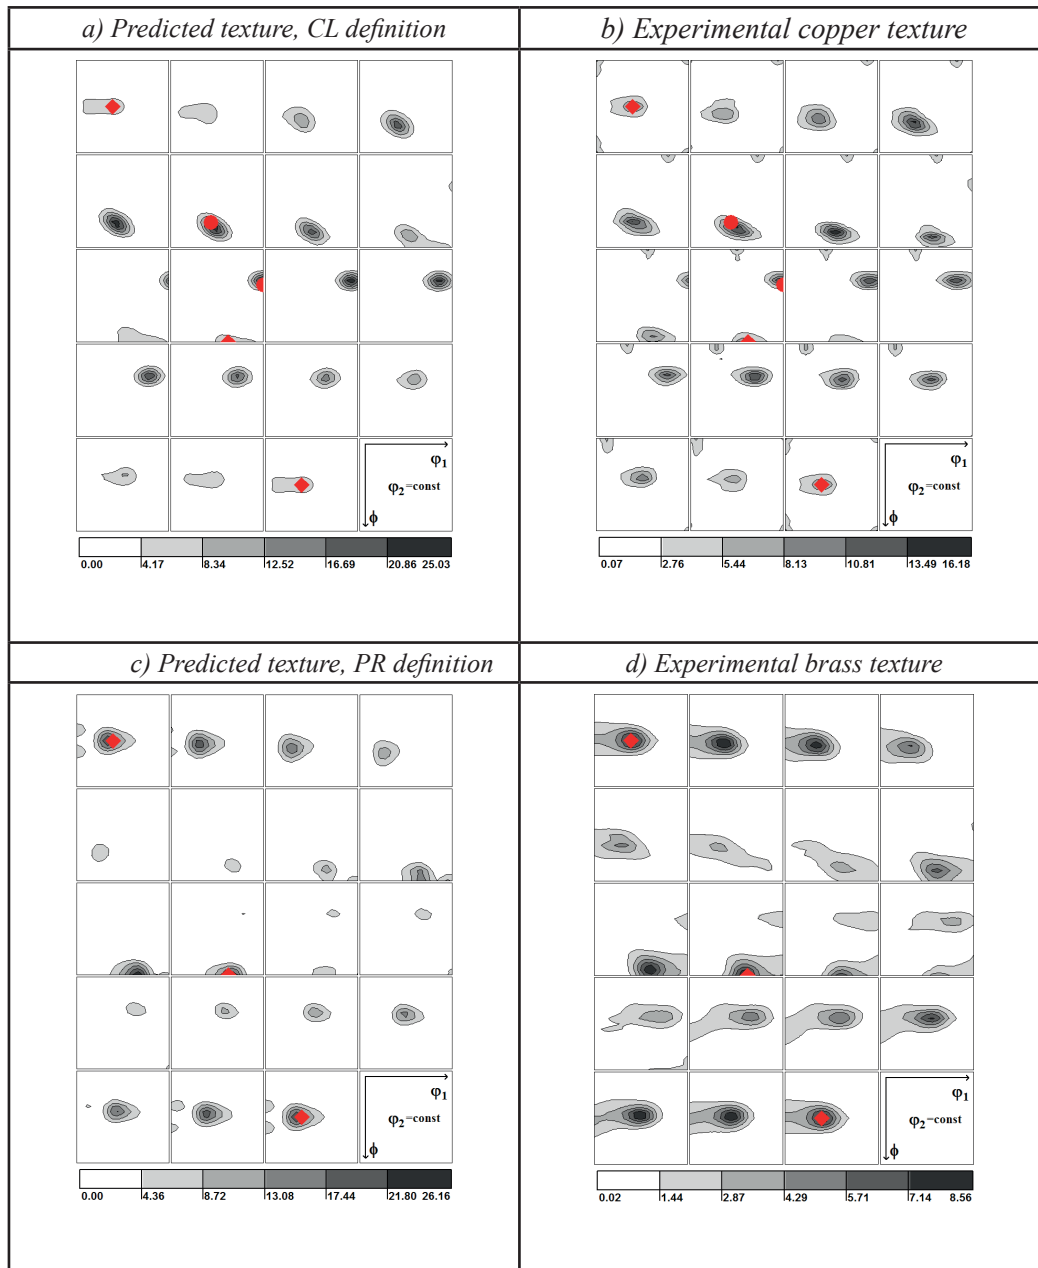 a) Predicted texture, CL definition
b) Experimental copper texture
φ1
φ2=const
ϕ
0.00 4.17 8.34 12.52 16.69 20.86 25.03
φ1
φ2=const
ϕ
0.07 2.76 5.44 8.13 10.81 13.49 16.18
c) Predicted texture, PR definition
d) Experimental brass texture
φ1
φ2=const
ϕ
0.00 4.36 8.72 13.08 17.44 21.80 26.16
φ1
φ2=const
ϕ
0.02 1.44 2.87 4.29 5.71 7.14 8.56